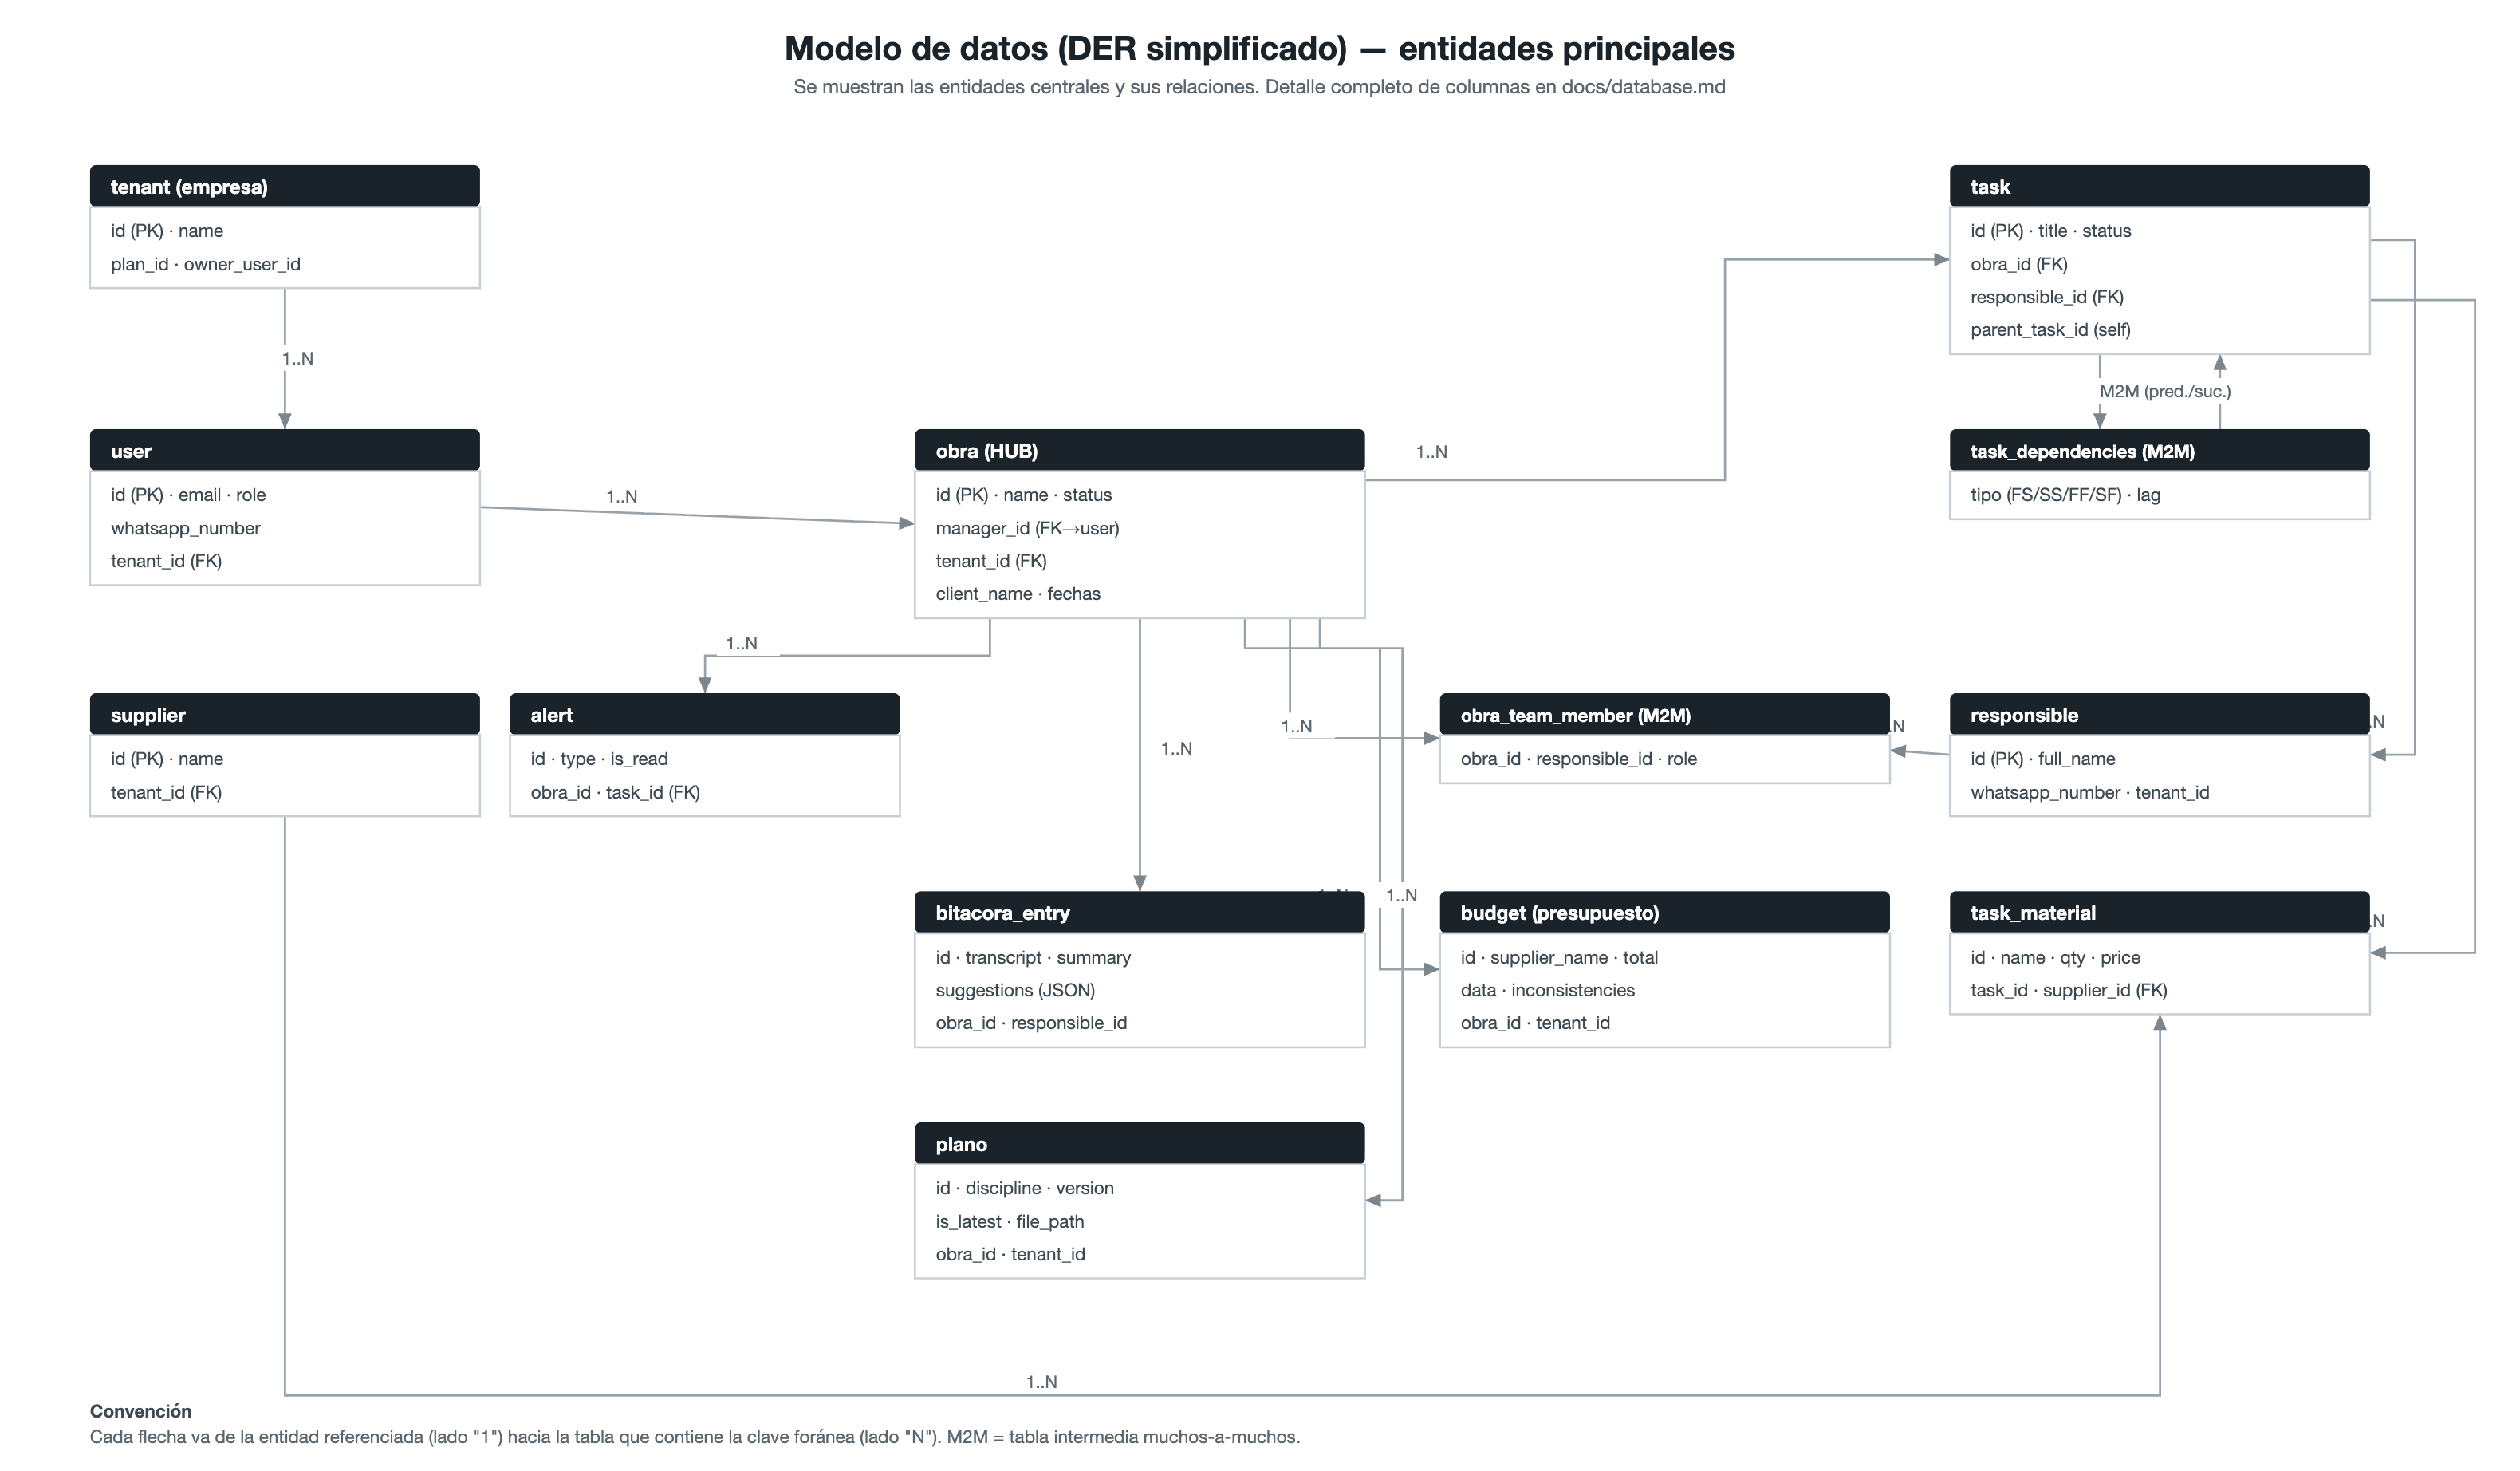 Modelo de datos (DER simplificado) — entidades principales
Se muestran las entidades centrales y sus relaciones. Detalle completo de columnas en docs/database.md
tenant (empresa)
id (PK) · name
plan_id · owner_user_id
1..N
user
id (PK) · email · role
whatsapp_number
tenant_id (FK)
1..N
obra (HUB)
id (PK) · name · status
manager_id (FK→user)
tenant_id (FK)
client_name · fechas
1..N
task
id (PK) · title · status
obra_id (FK)
responsible_id (FK)
parent_task_id (self)
M2M (pred./suc.)
task_dependencies (M2M)
tipo (FS/SS/FF/SF) · lag
1..N
supplier
id (PK) · name
tenant_id (FK)
alert
id · type · is_read
obra_id · task_id (FK)
1..N
1..N
obra_team_member (M2M)
obra_id · responsible_id · role
.N
responsible
id (PK) · full_name
whatsapp_number · tenant_id
.N
bitacora_entry
id · transcript · summary
suggestions (JSON)
obra_id · responsible_id
1..N
budget (presupuesto)
id · supplier_name · total
data · inconsistencies
obra_id · tenant_id
task_material
id · name · qty · price
task_id · supplier_id (FK)
.N
plano
id · discipline · version
is_latest · file_path
obra_id · tenant_id
1..N
Convención
Cada flecha va de la entidad referenciada (lado "1") hacia la tabla que contiene la clave foránea (lado "N"). M2M = tabla intermedia muchos-a-muchos.